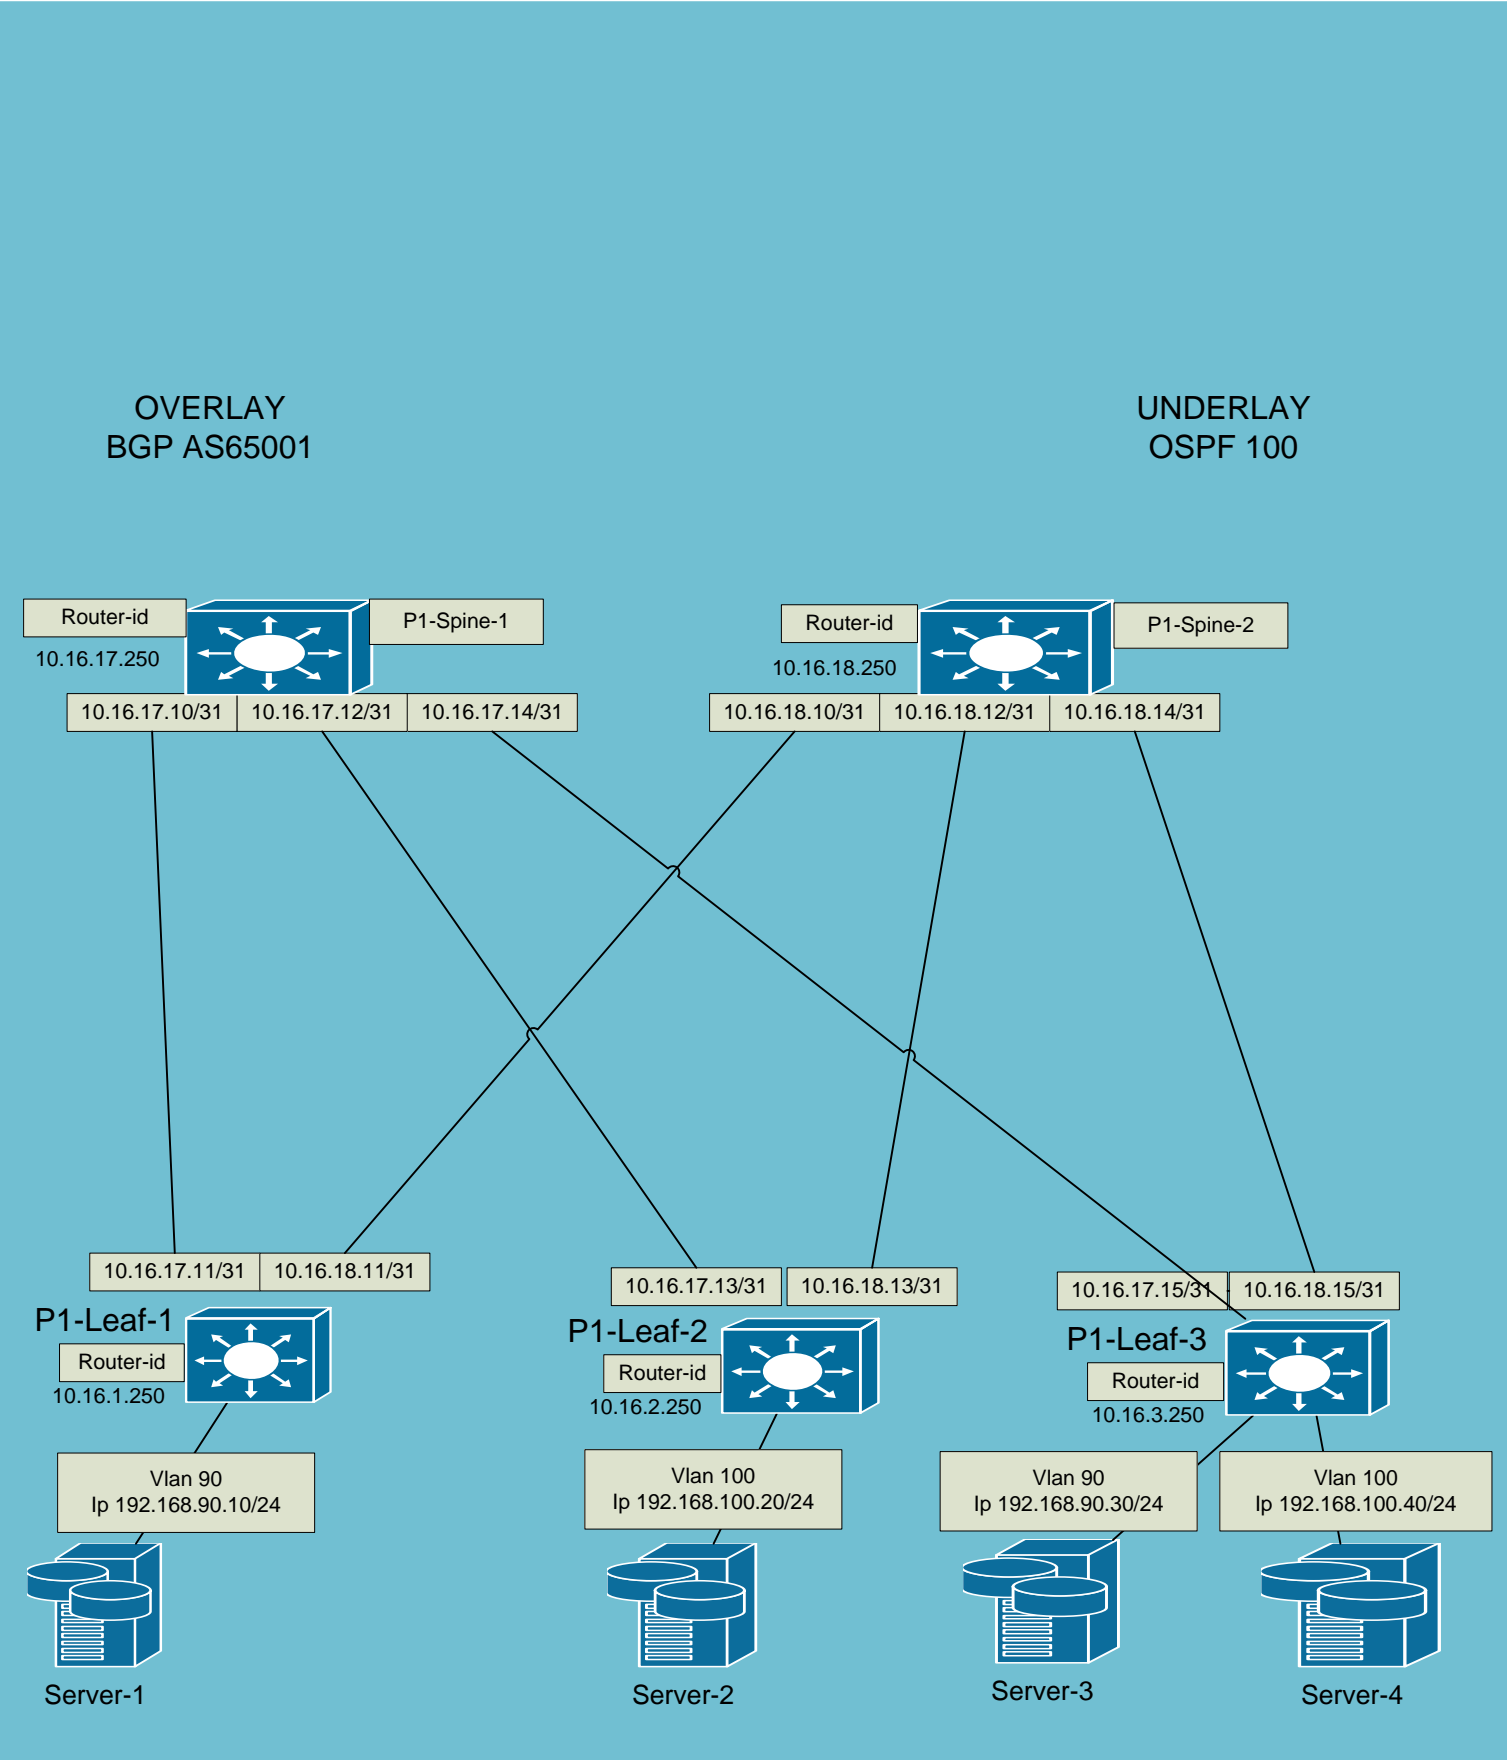 OVERLAY
BGP AS65001
UNDERLAY
OSPF 100
Router-id
P1-Spine-1
10.16.17.250
10.16.17.10/31
10.16.17.12/31
10.16.17.14/31
Router-id
P1-Spine-2
10.16.18.250
10.16.18.10/31
10.16.18.12/31
10.16.18.14/31
10.16.17.11/31
10.16.18.11/31
P1-Leaf-1
Router-id
10.16.1.250
10.16.17.13/31
10.16.18.13/31
P1-Leaf-2
Router-id
10.16.2.250
10.16.17.15/31
10.16.18.15/31
P1-Leaf-3
Router-id
10.16.3.250
Vlan 90
Ip 192.168.90.10/24
Vlan 100
Ip 192.168.100.20/24
Vlan 90
Ip 192.168.90.30/24
Vlan 100
Ip 192.168.100.40/24
Server-1
Server-2
Server-3
Server-4